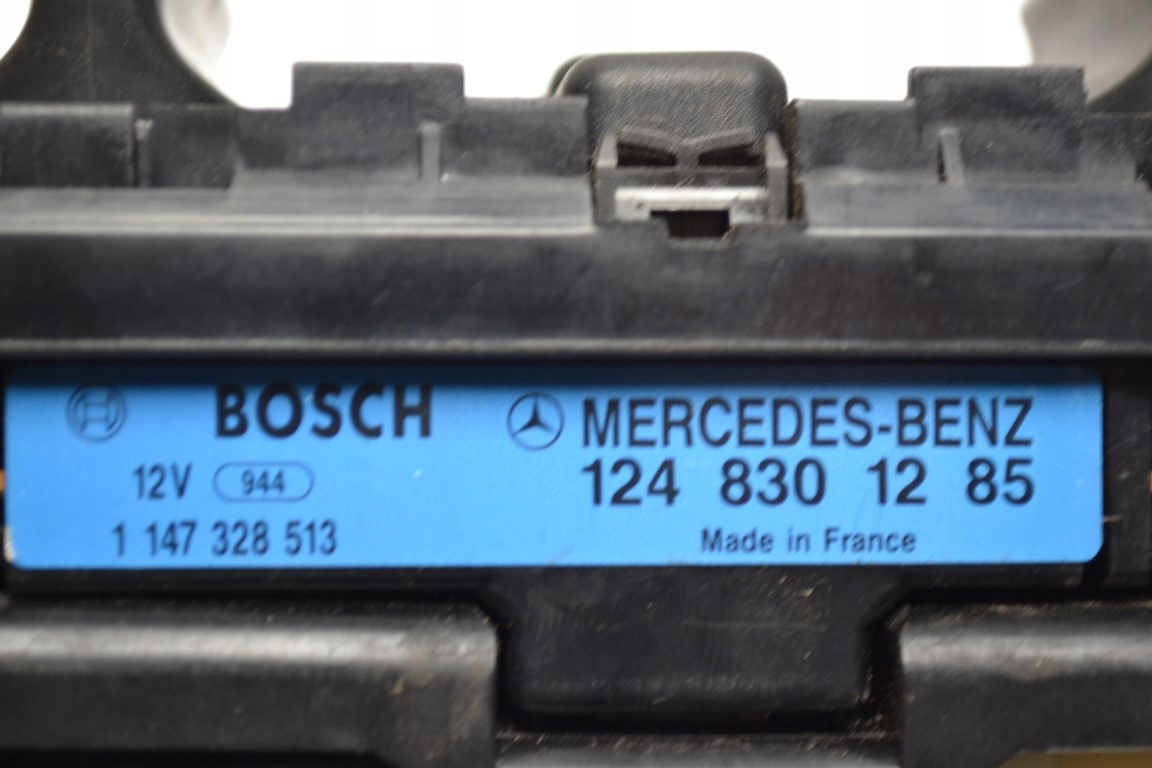 BOSCH
12V 944
1 147 328 513
MERCEDES-BENZ
124 830 12 85
Made in France